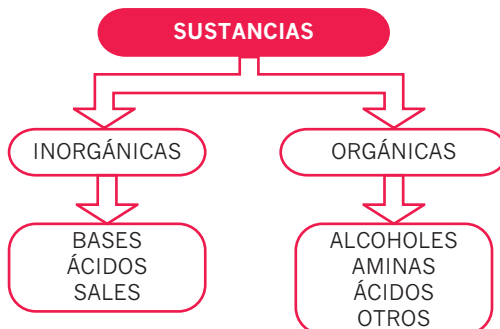 SUSTANCIAS
INORGÁNICAS
ORGÁNICAS
BASES
ÁCIDOS
SALES
ALCOHOLES
AMINAS
ÁCIDOS
OTROS